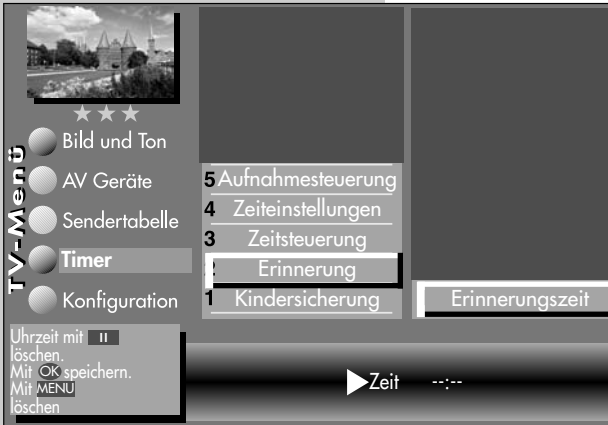 TV-Menü
Bild und Ton
AV Geräte
Sendertabelle
Timer
Konfiguration
5 Aufnahmesteuerung
4 Zeiteinstellungen
3 Zeitsteuerung
2 Erinnerung
1 Kindersicherung
Erinnerungszeit
Uhrzeit mit II
löschen.
Mit OK speichern.
Mit MENU
löschen
Zeit --:--